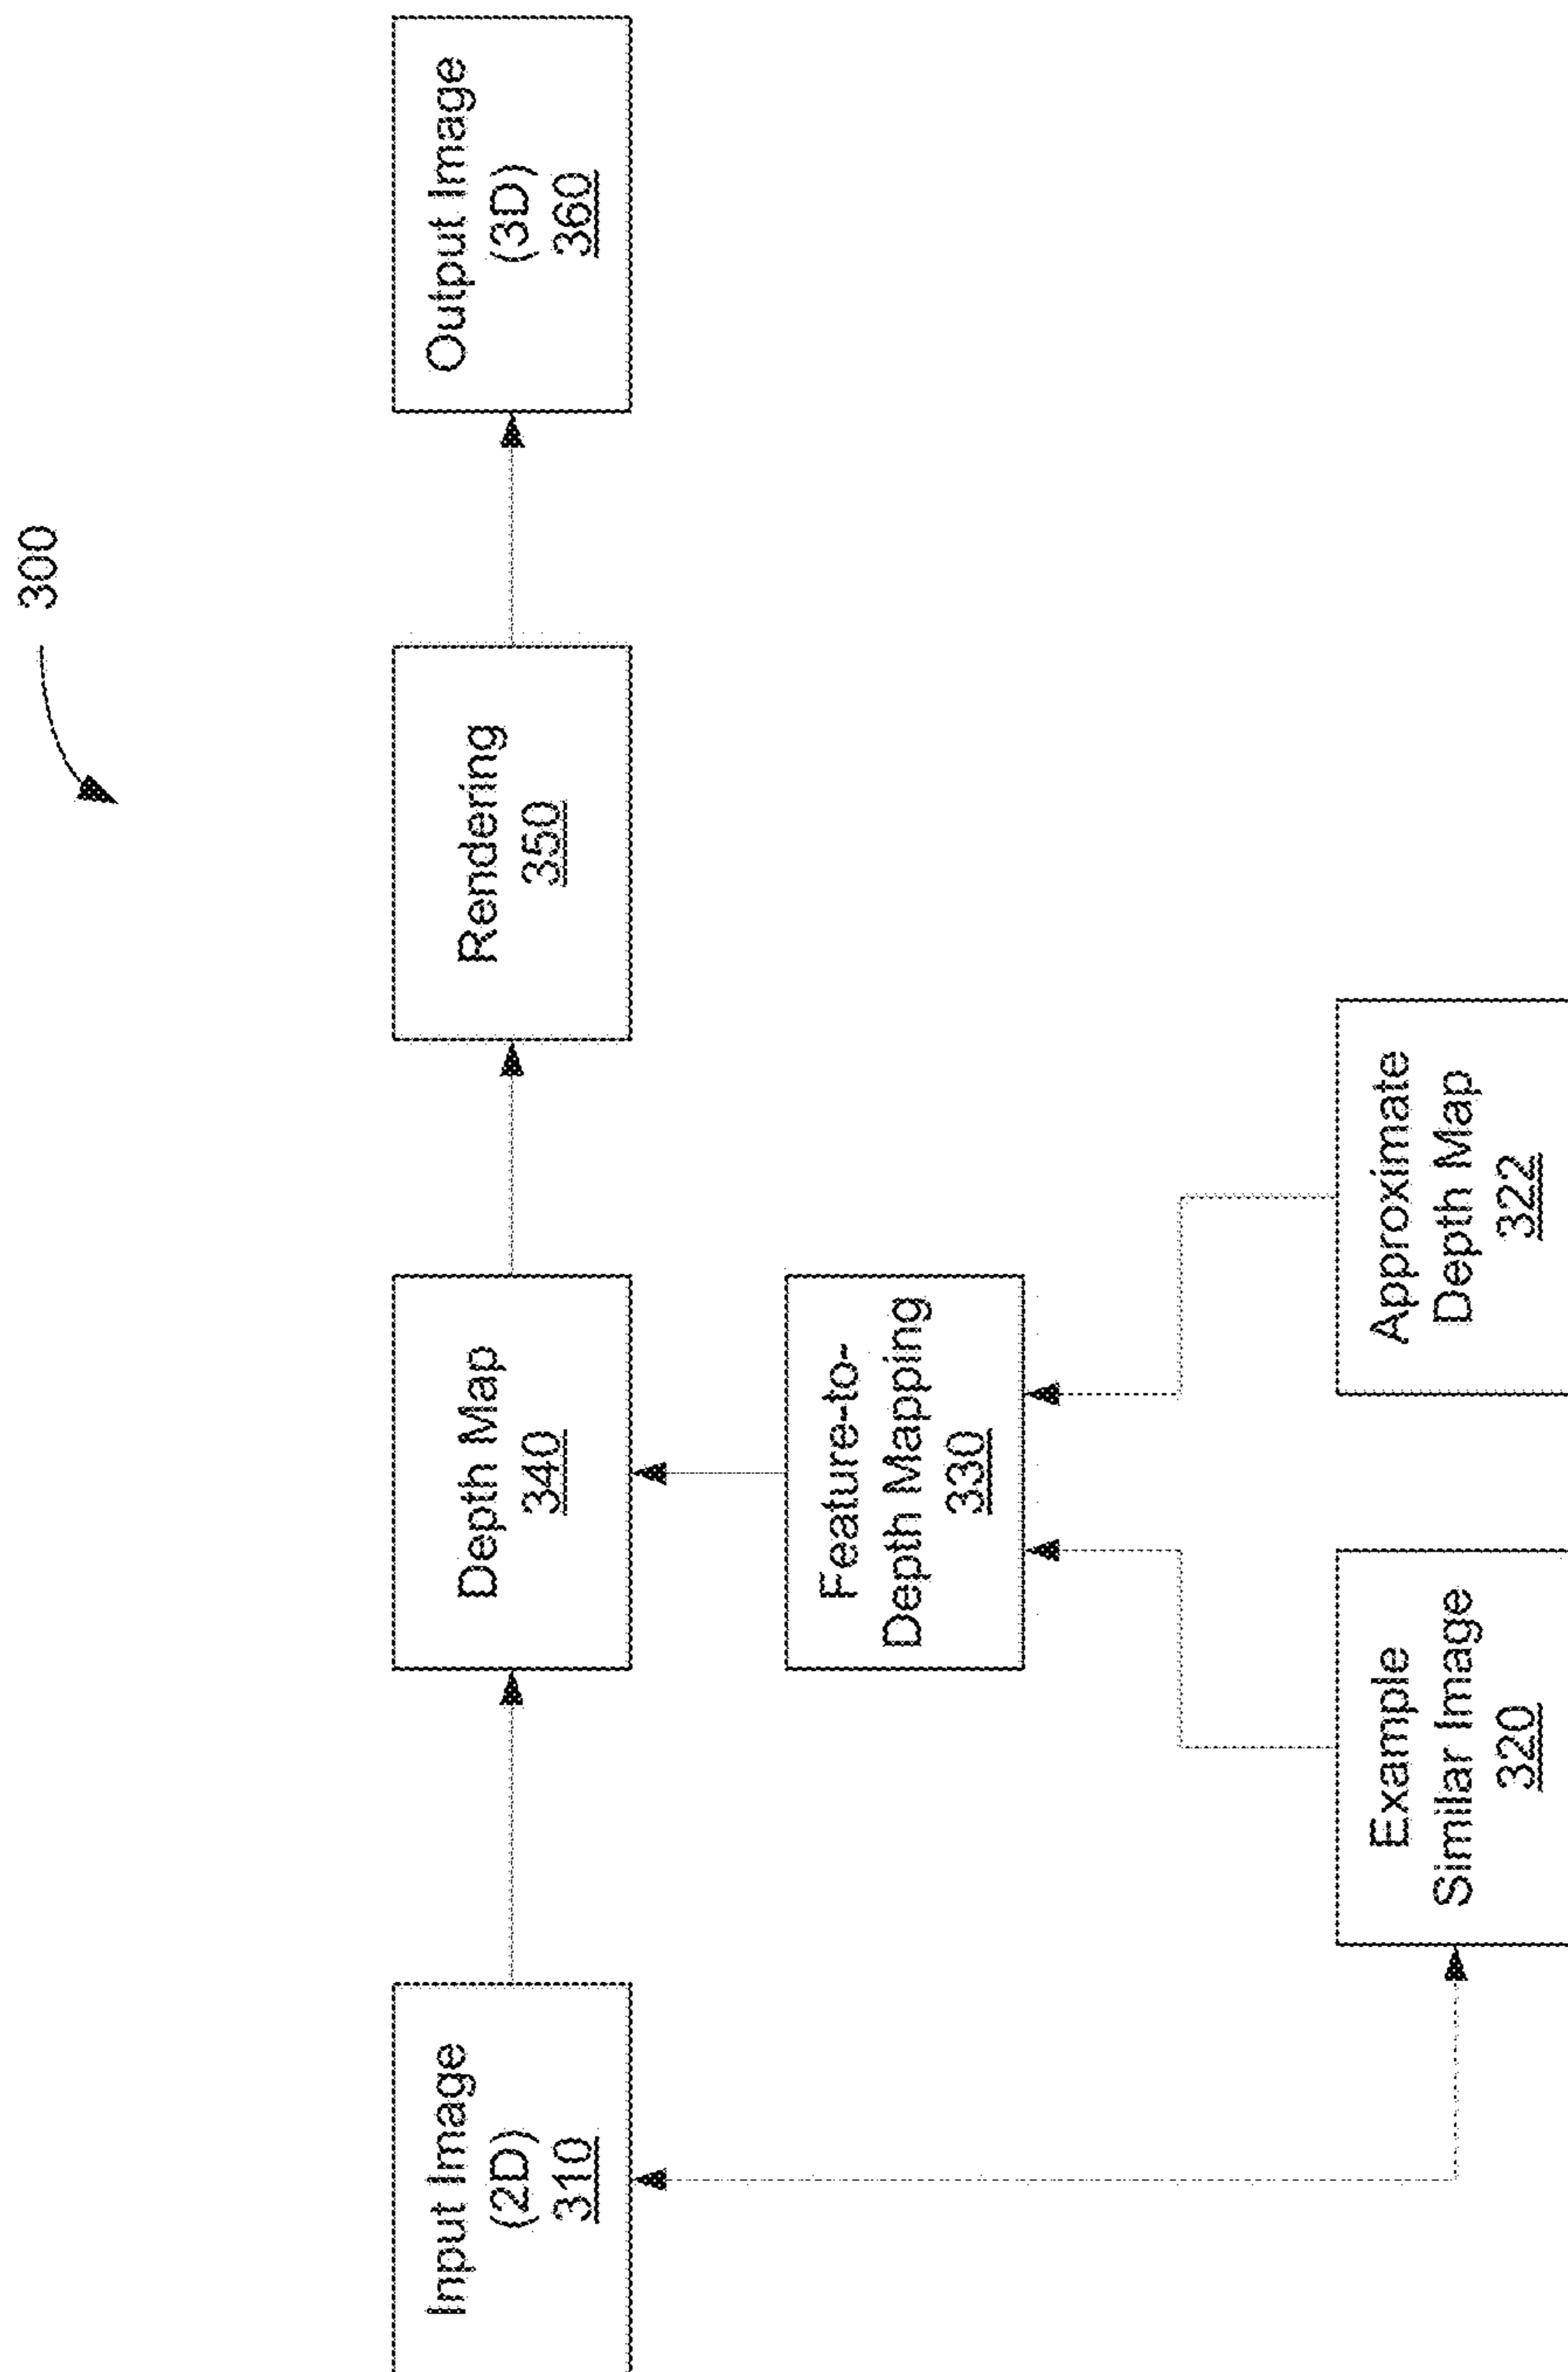 300
Input Image
(2D)
310
Depth Map
340
Rendering
350
Output Image
(3D)
360
Feature-to-
Depth Mapping
330
Example
Similar Image
320
Approximate
Depth Map
322